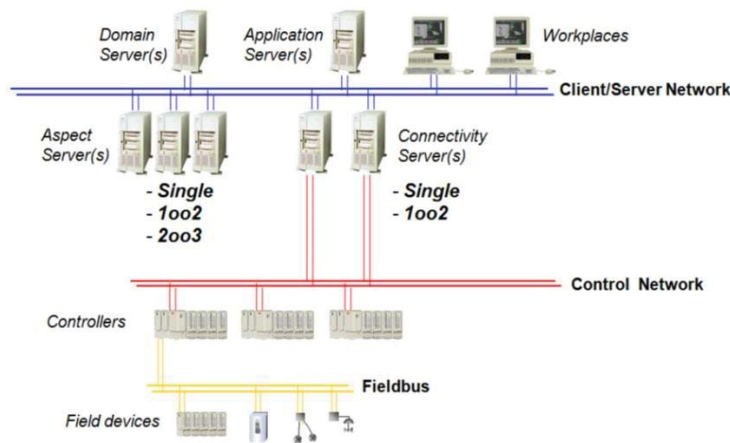 Domain
Server(s)
Application
Server(s)
Workplaces
Client/Server Network
Aspect
Server(s)
Connectivity
Server(s)
- Single
- 1oo2
- 2oo3
- Single
- 1oo2
Control Network
Controllers
Fieldbus
Field devices